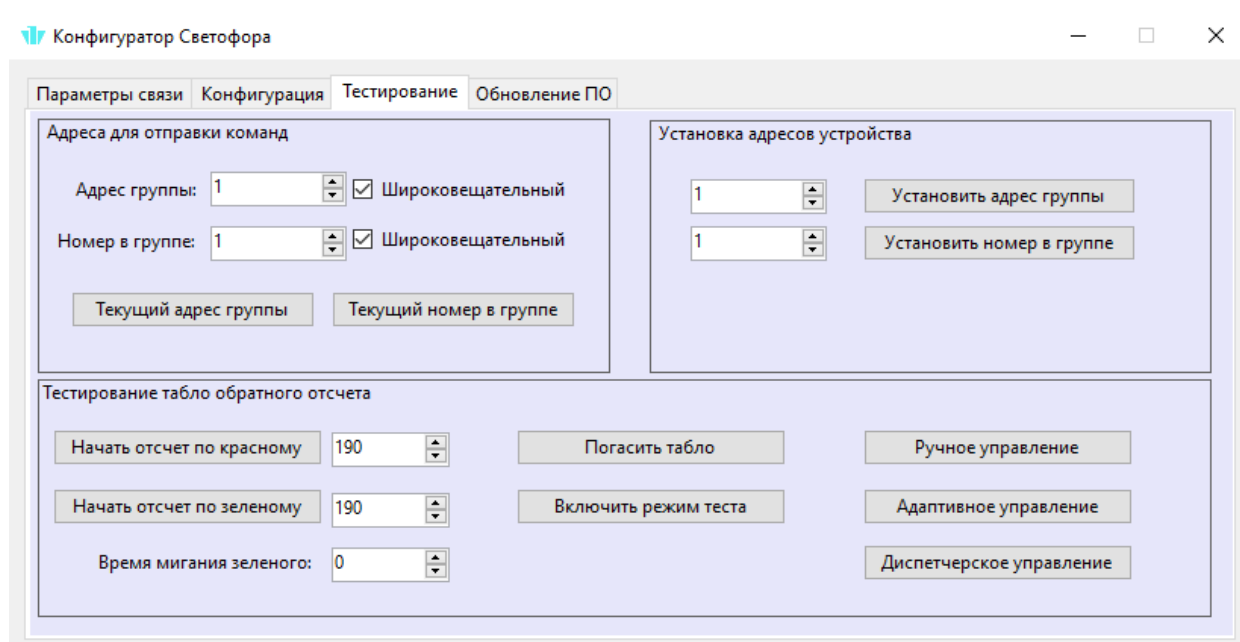 Конфигуратор Светофора
Параметры связи Конфигурация Тестирование Обновление ПО
Адреса для отправки команд
Адрес группы: 1 Широковещательный
Номер в группе: 1 Широковещательный
Текущий адрес группы Текущий номер в группе
Установка адресов устройства
1 Установить адрес группы
1 Установить номер в группе
Тестирование табло обратного отсчета
Начать отсчет по красному 190 Погасить табло Ручное управление
Начать отсчет по зеленому 190 Включить режим теста Адаптивное управление
Время мигания зеленого: 0 Диспетчерское управление